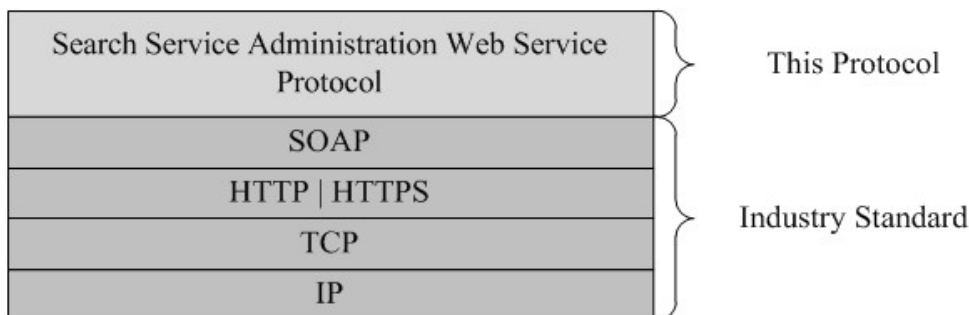 Search Service Administration Web Service
Protocol
This Protocol
SOAP
HTTP | HTTPS
TCP
IP
Industry Standard